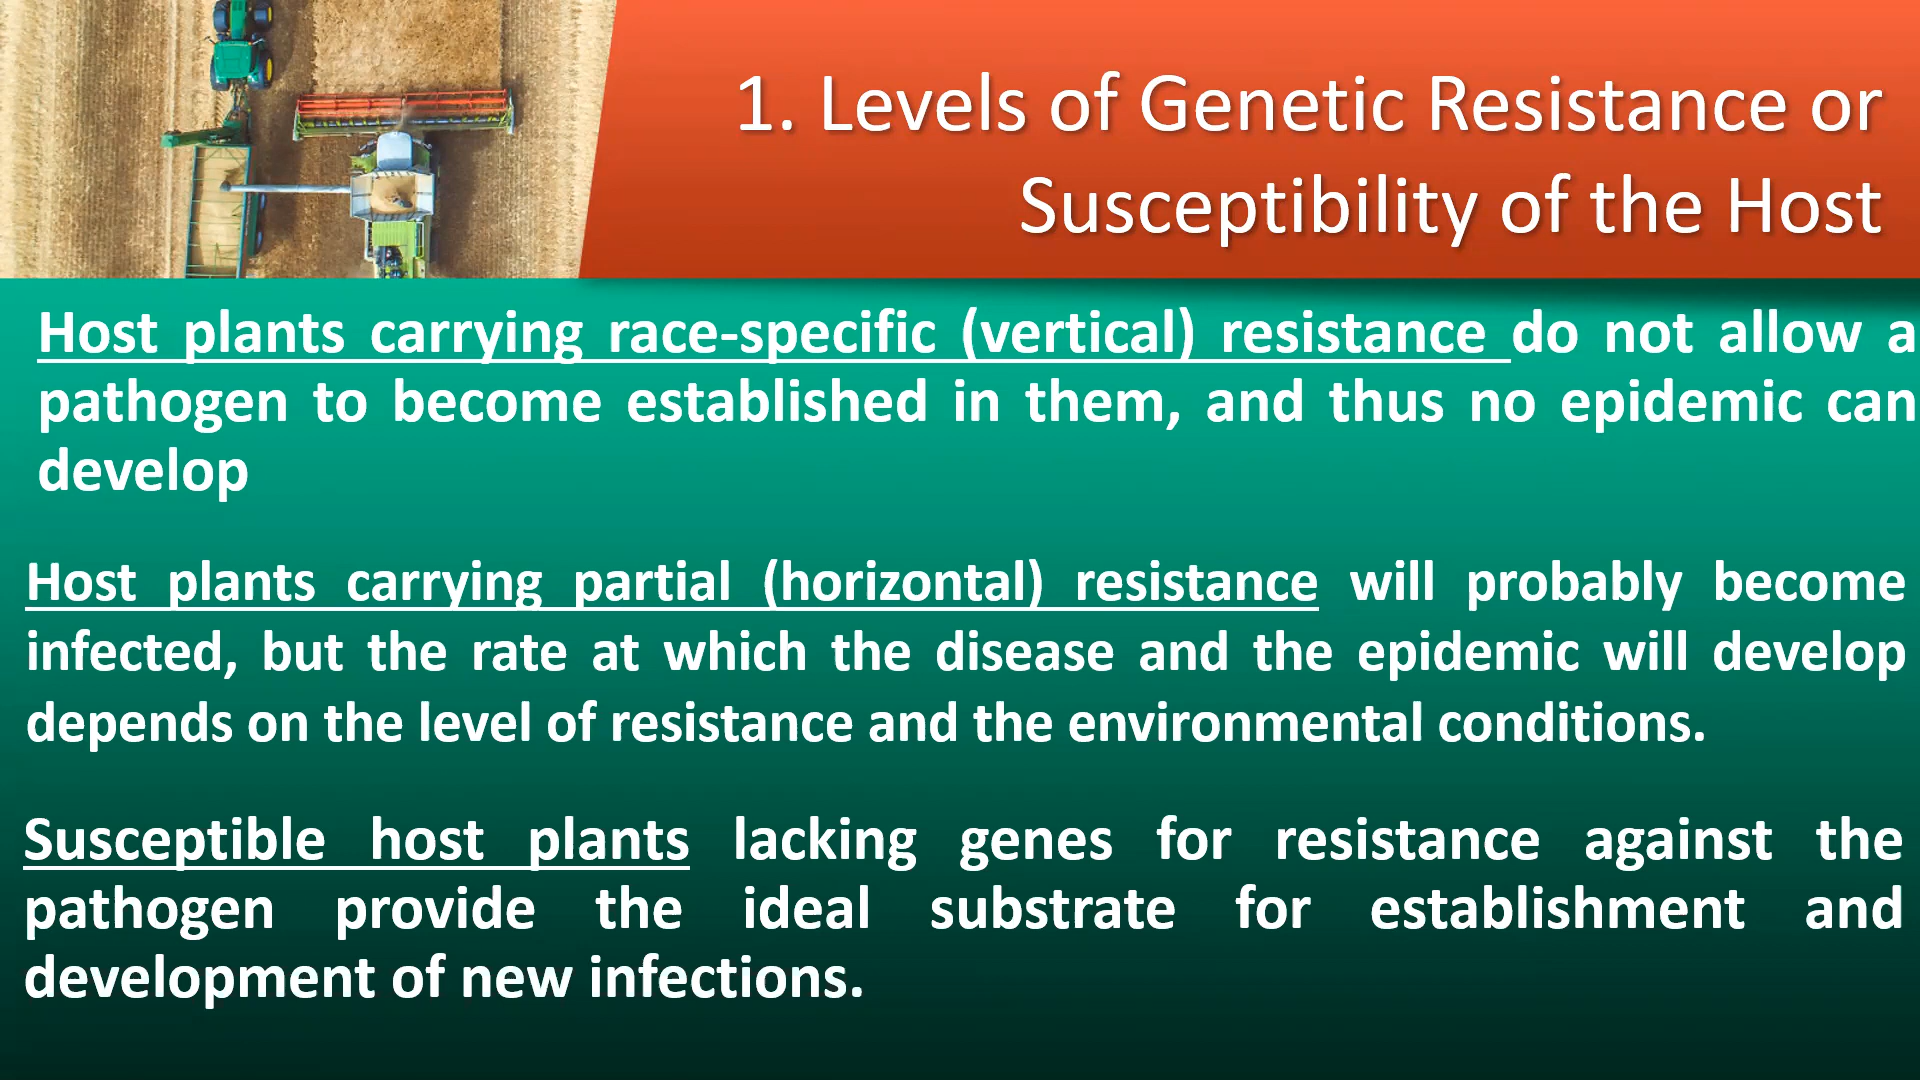 1. Levels of Genetic Resistance or
Susceptibility of the Host
Host plants carrying race-specific (vertical) resistance do not allow a
pathogen to become established in them, and thus no epidemic can
develop
Host plants carrying partial (horizontal) resistance will probably become
infected, but the rate at which the disease and the epidemic will develop
depends on the level of resistance and the environmental conditions.
Susceptible host plants lacking genes for resistance against the
pathogen provide the ideal substrate for establishment and
development of new infections.